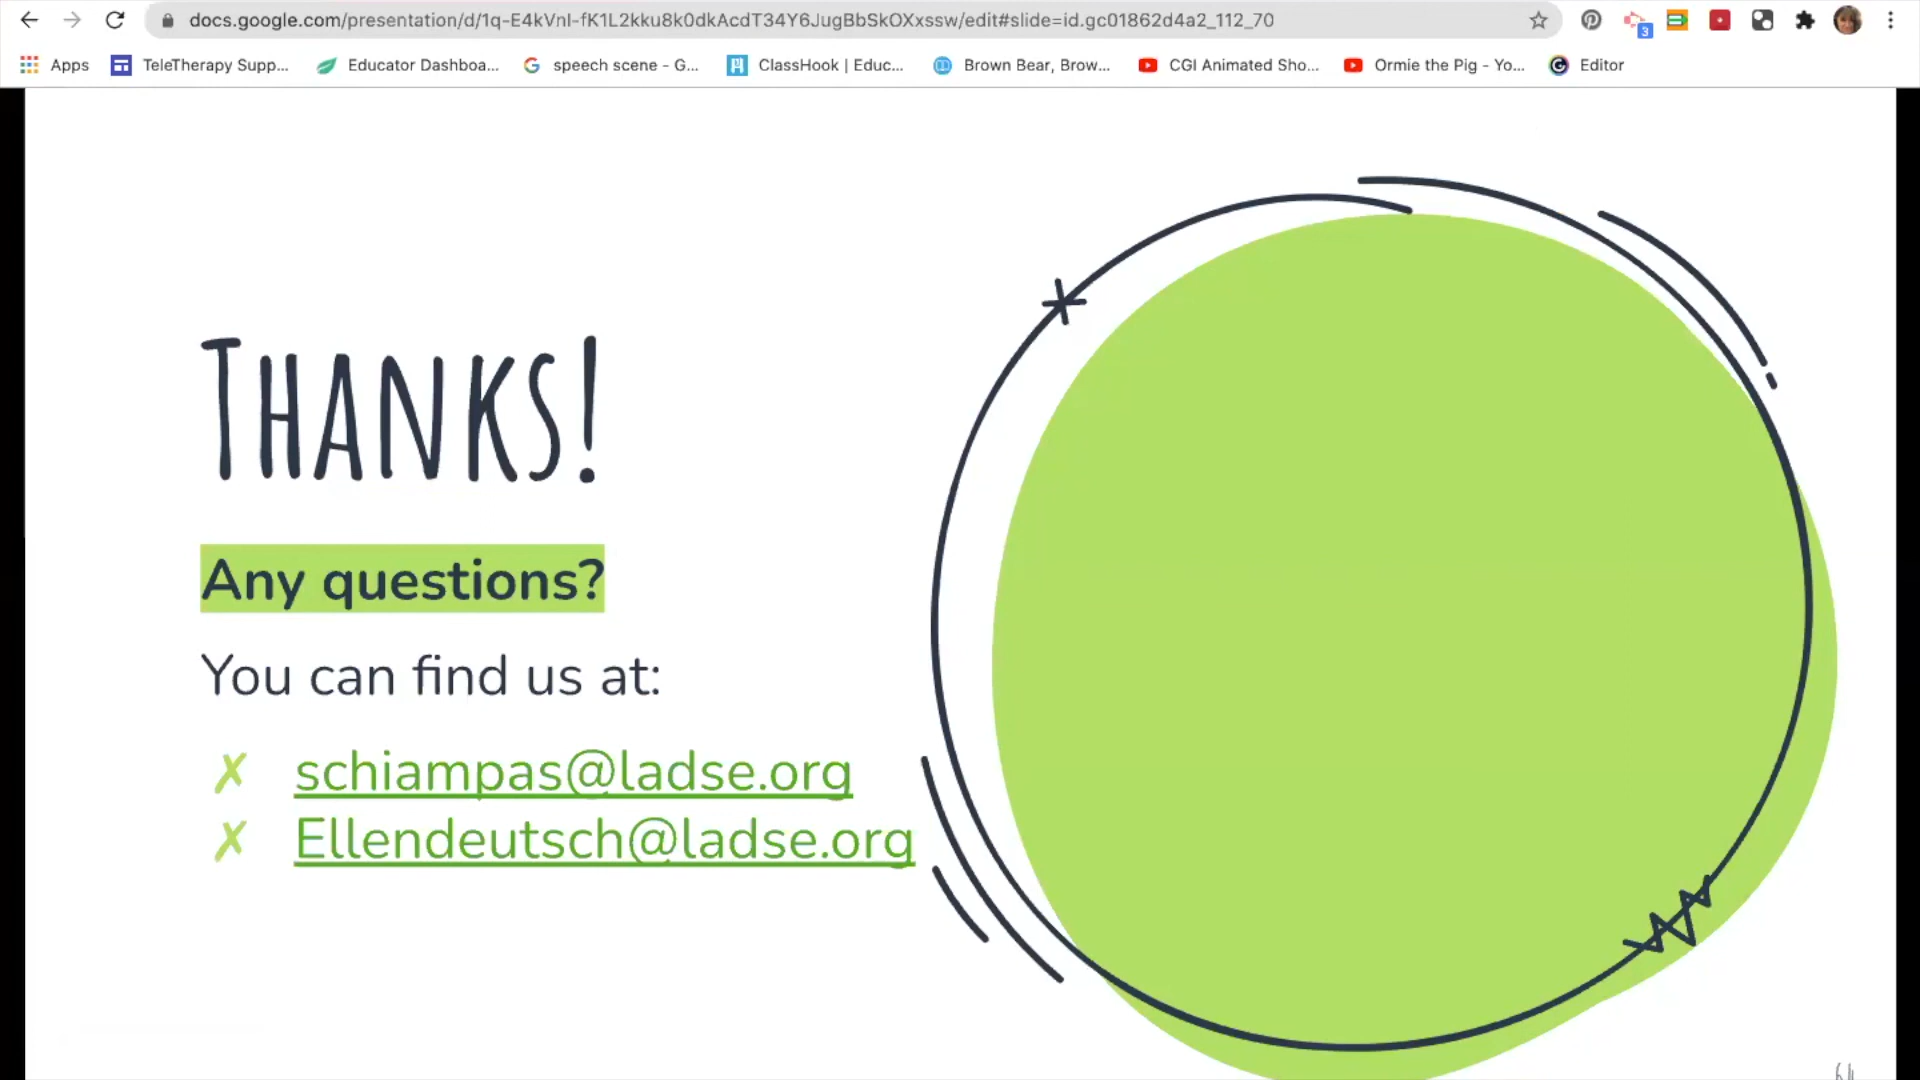 docs.google.com/presentation/d/1q-E4kVnI-fK1L2kku8k0dkAcdT34Y6JugBbSkOXxssw/edit#slide=id.gc01862d4a2_112_70
3
Apps TeleTherapy Supp... Educator Dashboa... speech scene - G... ClassHook | Educ... Brown Bear, Brow... CGI Animated Sho... Ormie the Pig - Yo... Editor
THANKS!
Any questions?
You can find us at:
✗ schiampas@ladse.org
✗ Ellendeutsch@ladse.org